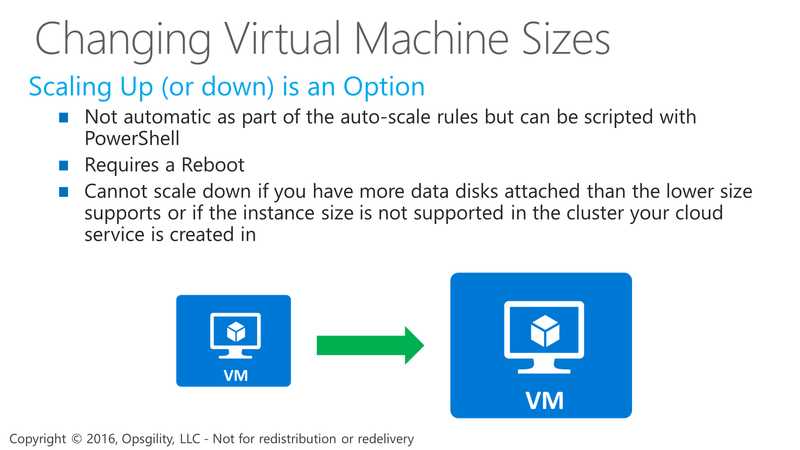 Changing Virtual Machine Sizes
Scaling Up (or down) is an Option
Not automatic as part of the auto-scale rules but can be scripted with
PowerShell
Requires a Reboot
Cannot scale down if you have more data disks attached than the lower size
supports or if the instance size is not supported in the cluster your cloud
service is created in
VM
VM
Copyright © 2016, Opsgility, LLC - Not for redistribution or redelivery